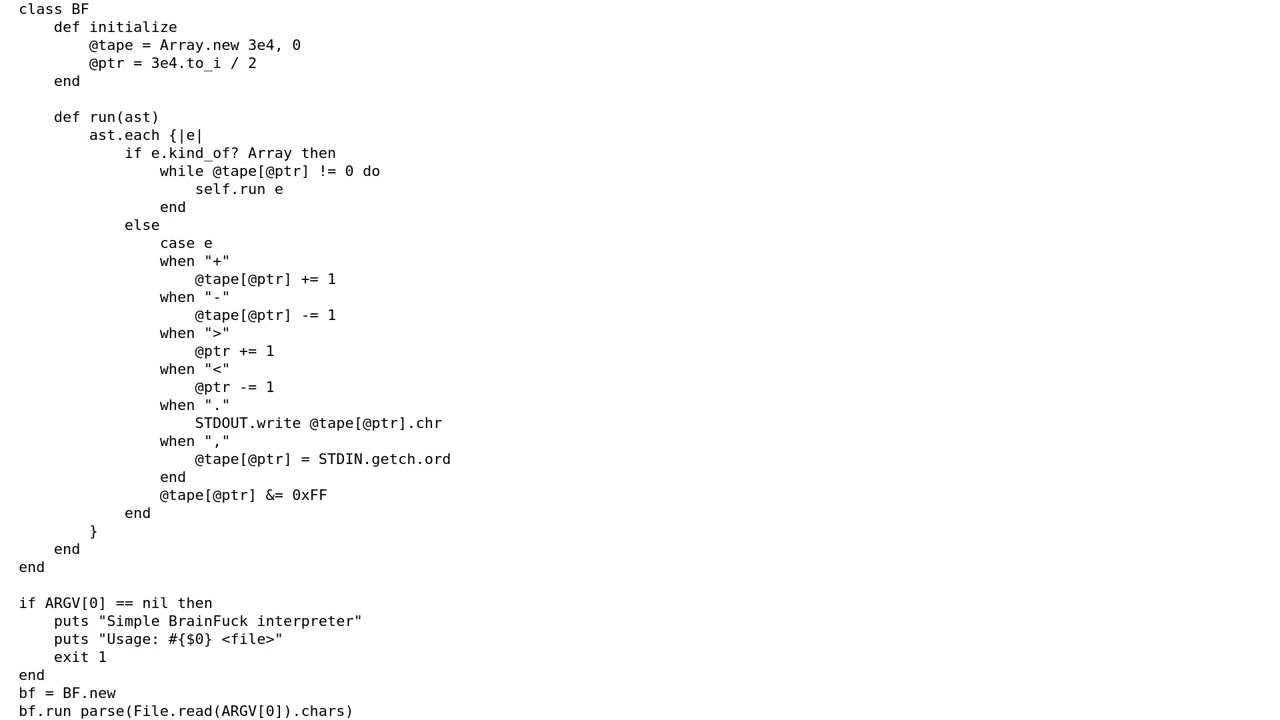 class BF
    def initialize
        @tape = Array.new 3e4, 0
        @ptr = 3e4.to_i / 2
    end

    def run(ast)
        ast.each {|e|
            if e.kind_of? Array then
                while @tape[@ptr] != 0 do
                    self.run e
                end
            else
                case e
                when "+"
                    @tape[@ptr] += 1
                when "-"
                    @tape[@ptr] -= 1
                when ">"
                    @ptr += 1
                when "<"
                    @ptr -= 1
                when "."
                    STDOUT.write @tape[@ptr].chr
                when ","
                    @tape[@ptr] = STDIN.getch.ord
                end
                @tape[@ptr] &= 0xFF
            end
        }
    end
end

if ARGV[0] == nil then
    puts "Simple BrainFuck interpreter"
    puts "Usage: #{$0} <file>"
    exit 1
end
bf = BF.new
bf.run parse(File.read(ARGV[0]).chars)